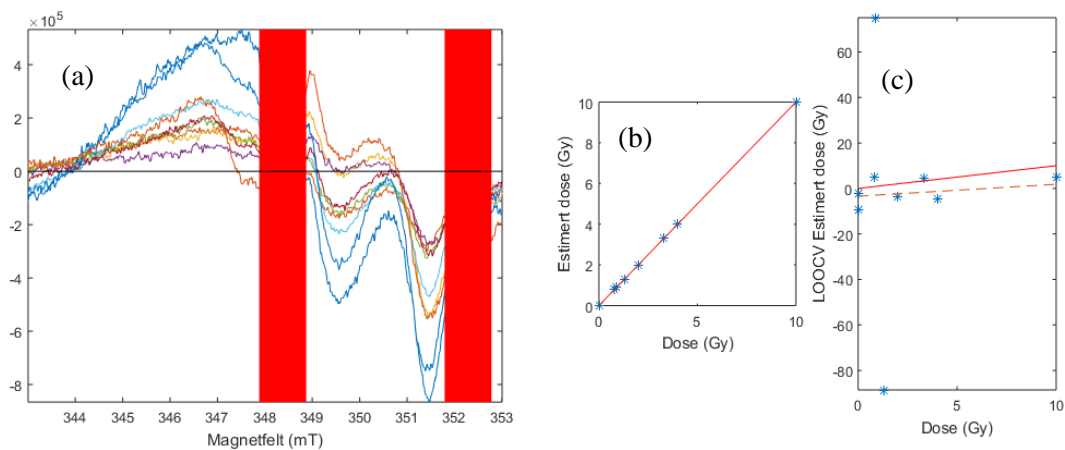 ×10⁵
(a)
4
2
0
-2
-4
-6
-8
344 345 346 347 348 349 350 351 352 353
Magnetfelt (mT)
(b)
10
8
6
4
2
0
0 5 10
Estimert dose (Gy)
Dose (Gy)
(c)
60
40
20
0
-20
-40
-60
-80
0 5 10
LOOCV Estimert dose (Gy)
Dose (Gy)